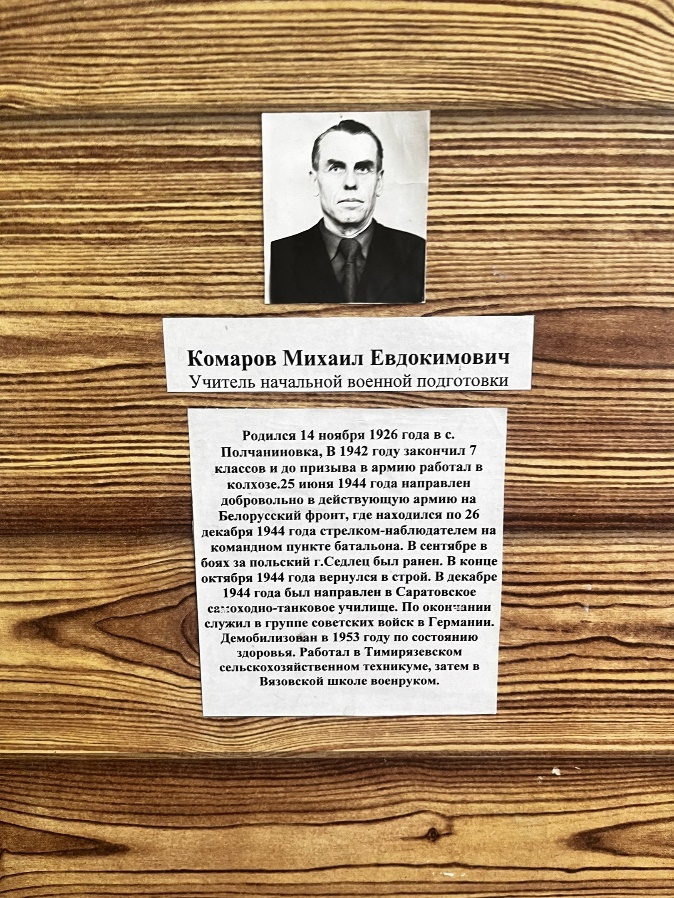 Комаров Михаил Евдокимович
Учитель начальной военной подготовки
Родился 14 ноября 1926 года в с.
Полчаниновка, В 1942 году закончил 7
классов и до призыва в армию работал в
колхозе.25 июня 1944 года направлен
добровольно в действующую армию на
Белорусский фронт, где находился по 26
декабря 1944 года стрелком-наблюдателем на
командном пункте батальона. В сентябре в
боях за польский г.Седлец был ранен. В конце
октября 1944 года вернулся в строй. В декабре
1944 года был направлен в Саратовское
самоходно-танковое училище. По окончании
служил в группе советских войск в Германии.
Демобилизован в 1953 году по состоянию
здоровья. Работал в Тимирязевском
сельскохозяйственном техникуме, затем в
Вязовской школе военруком.